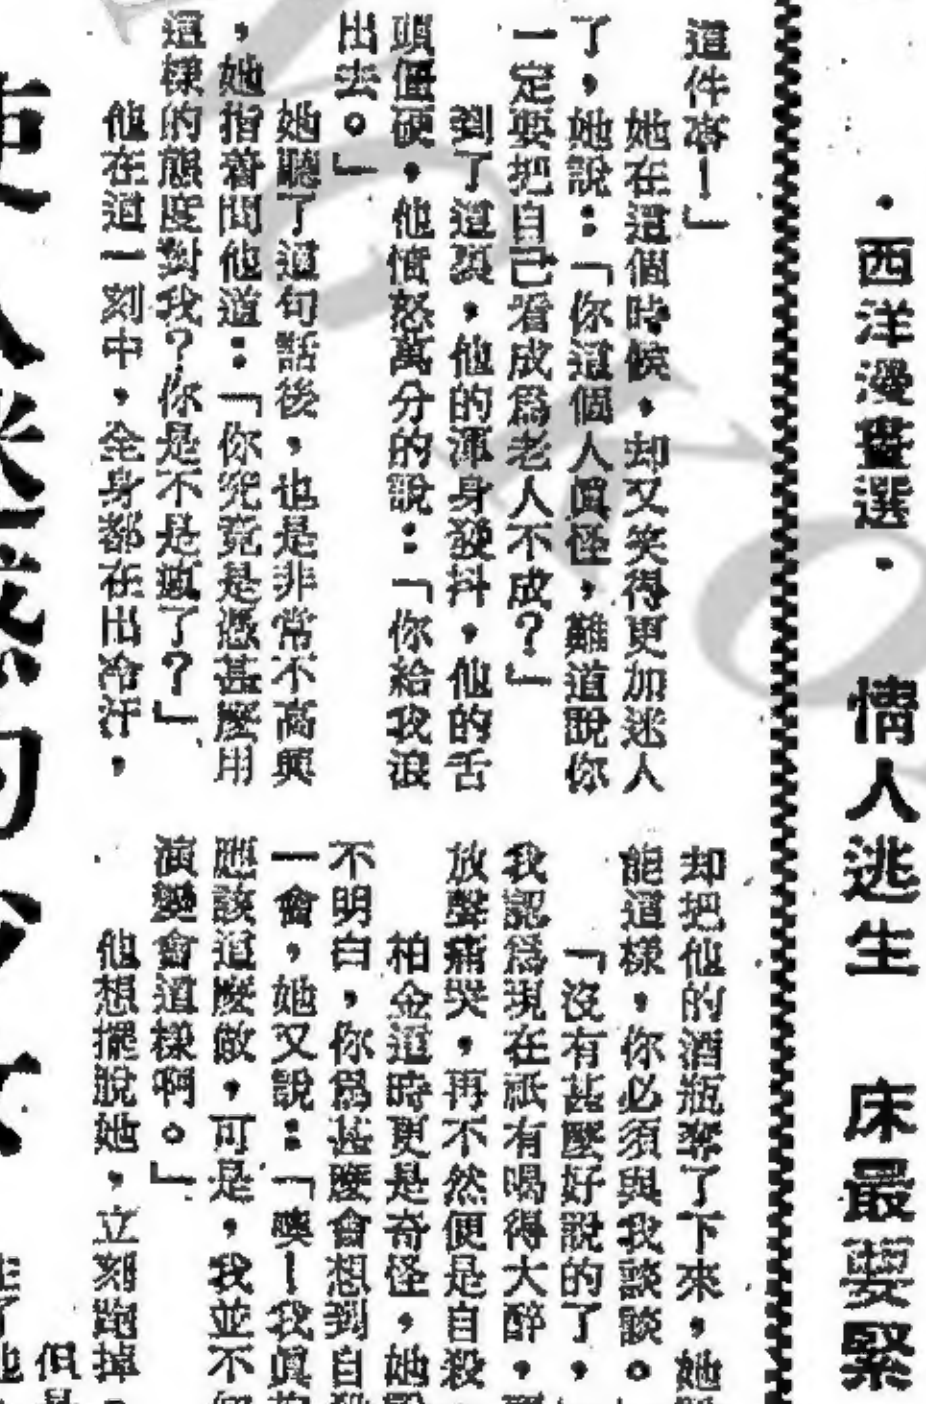 ・西洋漫畫選・　情人逃生　床最要緊
這件事！」
她在這個時候，却又笑得更加迷人
了，她說：「你這個人眞怪，難道說你
一定要把自己看成爲老人不成？」
到了這裏，他的渾身發抖，他的舌
頭僵硬，他憤怒萬分的說：「你給我滾
出去。」
她聽了這句話後，也是非常不高興
，她指着問他道：「你究竟是憑甚麼用
這樣的態度對我？你是不是瘋了？」
他在這一刻中，全身都在出冷汗，
却把他的酒瓶奪了下來，她
能這樣，你必須與我談談。
「沒有甚麼好說的了，
我認爲現在祇有喝得大醉，
放聲痛哭，再不然便是自殺
柏金這時更是奇怪，她
不明白，你爲甚麼會想到自殺
一會，她又說：「噢！我眞
應該這麼做，可是，我並不
演變會這樣啊。」
他想擺脫她，立刻跑掉
但是